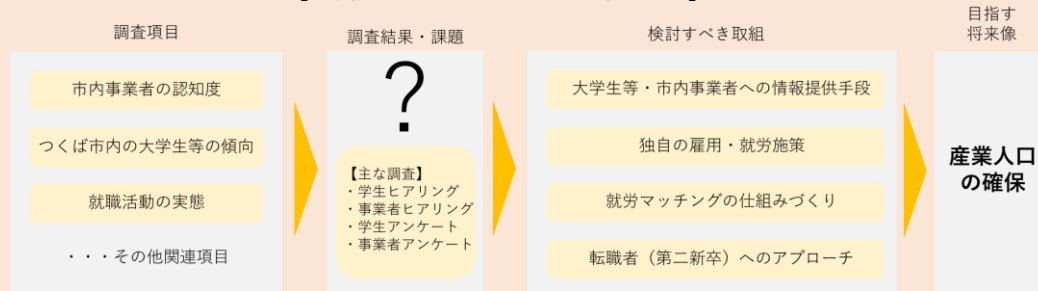 調査項目
市内事業者の認知度
つくば市内の大学生等の傾向
就職活動の実態
・・・その他関連項目
調査結果・課題
?
【主な調査】
・学生ヒアリング
・事業者ヒアリング
・学生アンケート
・事業者アンケート
検討すべき取組
大学生等・市内事業者への情報提供手段
独自の雇用・就労施策
就労マッチングの仕組みづくり
転職者（第二新卒）へのアプローチ
目指す
将来像
産業人口
の確保